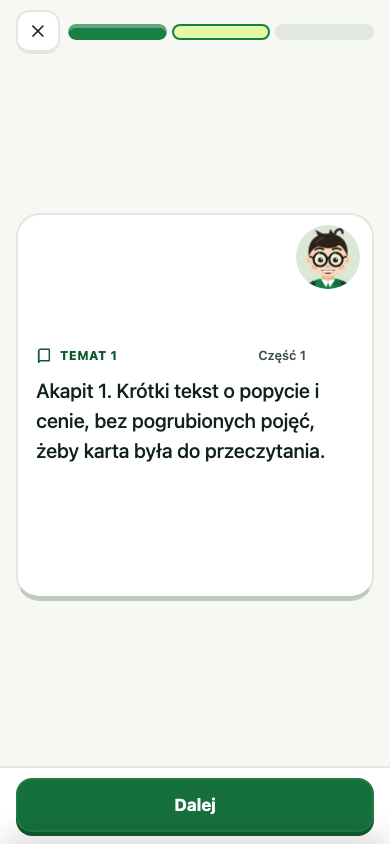 TEMAT 1 Część 1
Akapit 1. Krótki tekst o popycie i
cenie, bez pogrubionych pojęć,
żeby karta była do przeczytania.
Dalej